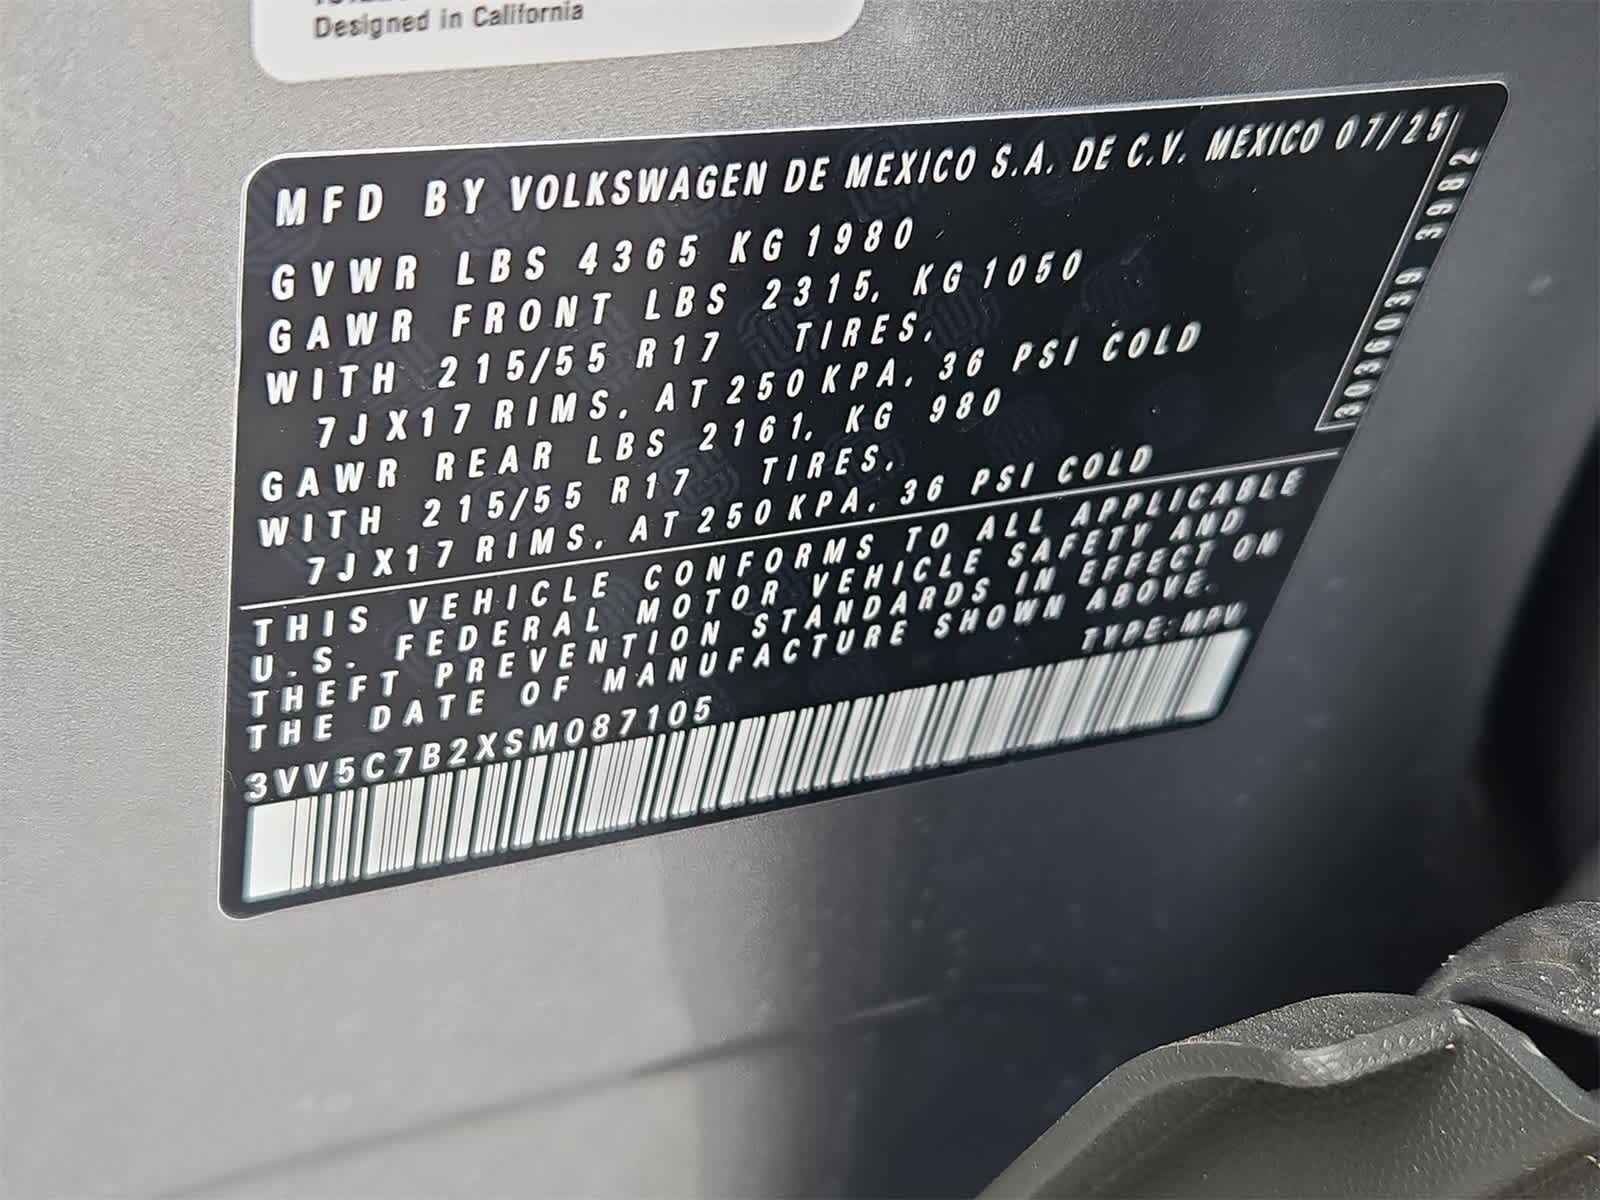 Designed in California
MFD BY VOLKSWAGEN DE MEXICO S.A. DE C.V. MEXICO 07/25
GVWR LBS 4365 KG 1980
GAWR FRONT LBS 2315, KG 1050
WITH 215/55 R17 TIRES,
7JX17 RIMS, AT 250KPA, 36 PSI COLD
GAWR REAR LBS 2161, KG 980
WITH 215/55 R17 TIRES,
7JX17 RIMS, AT 250KPA, 36 PSI COLD
3036039 3982
THIS VEHICLE CONFORMS TO ALL APPLICABLE
U.S. FEDERAL MOTOR VEHICLE SAFETY AND
THEFT PREVENTION STANDARDS IN EFFECT ON
THE DATE OF MANUFACTURE SHOWN ABOVE.
TYPE: MPV
3VV5C7B2XSM087105